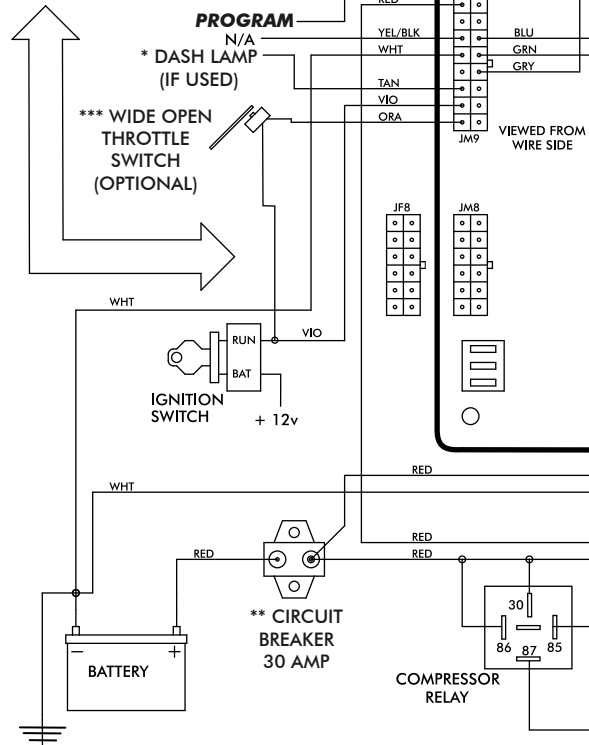 RED
PROGRAM
N/A
YEL/BLK
BLU
* DASH LAMP
(IF USED)
WHT
GRN
GRY
TAN
*** WIDE OPEN
THROTTLE
SWITCH
(OPTIONAL)
VIO
ORA
JM9
VIEWED FROM
WIRE SIDE
JF8
JM8
WHT
RUN
VIO
BAT
IGNITION
SWITCH
+ 12v
RED
WHT
RED
RED
RED
** CIRCUIT
BREAKER
30 AMP
30
86
87
85
− +
BATTERY
COMPRESSOR
RELAY